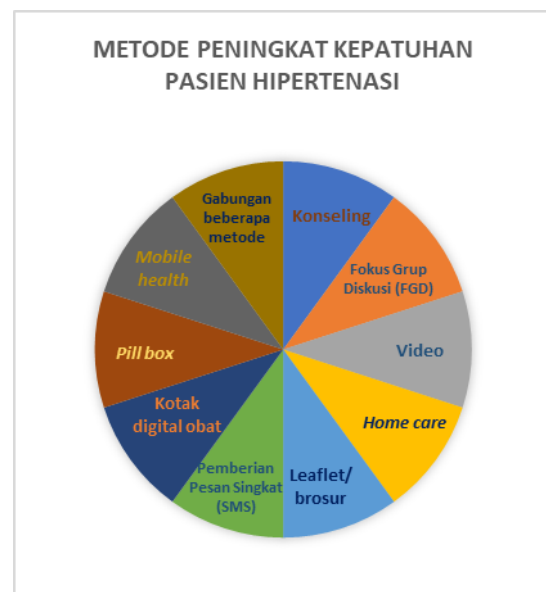 METODE PENINGKAT KEPATUHAN
PASIEN HIPERTENASI
Konseling
Fokus Grup
Diskusi (FGD)
Video
Home care
Leaflet/
brosur
Pemberian
Pesan Singkat
(SMS)
Kotak
digital obat
Pill box
Mobile
health
Gabungan
beberapa
metode